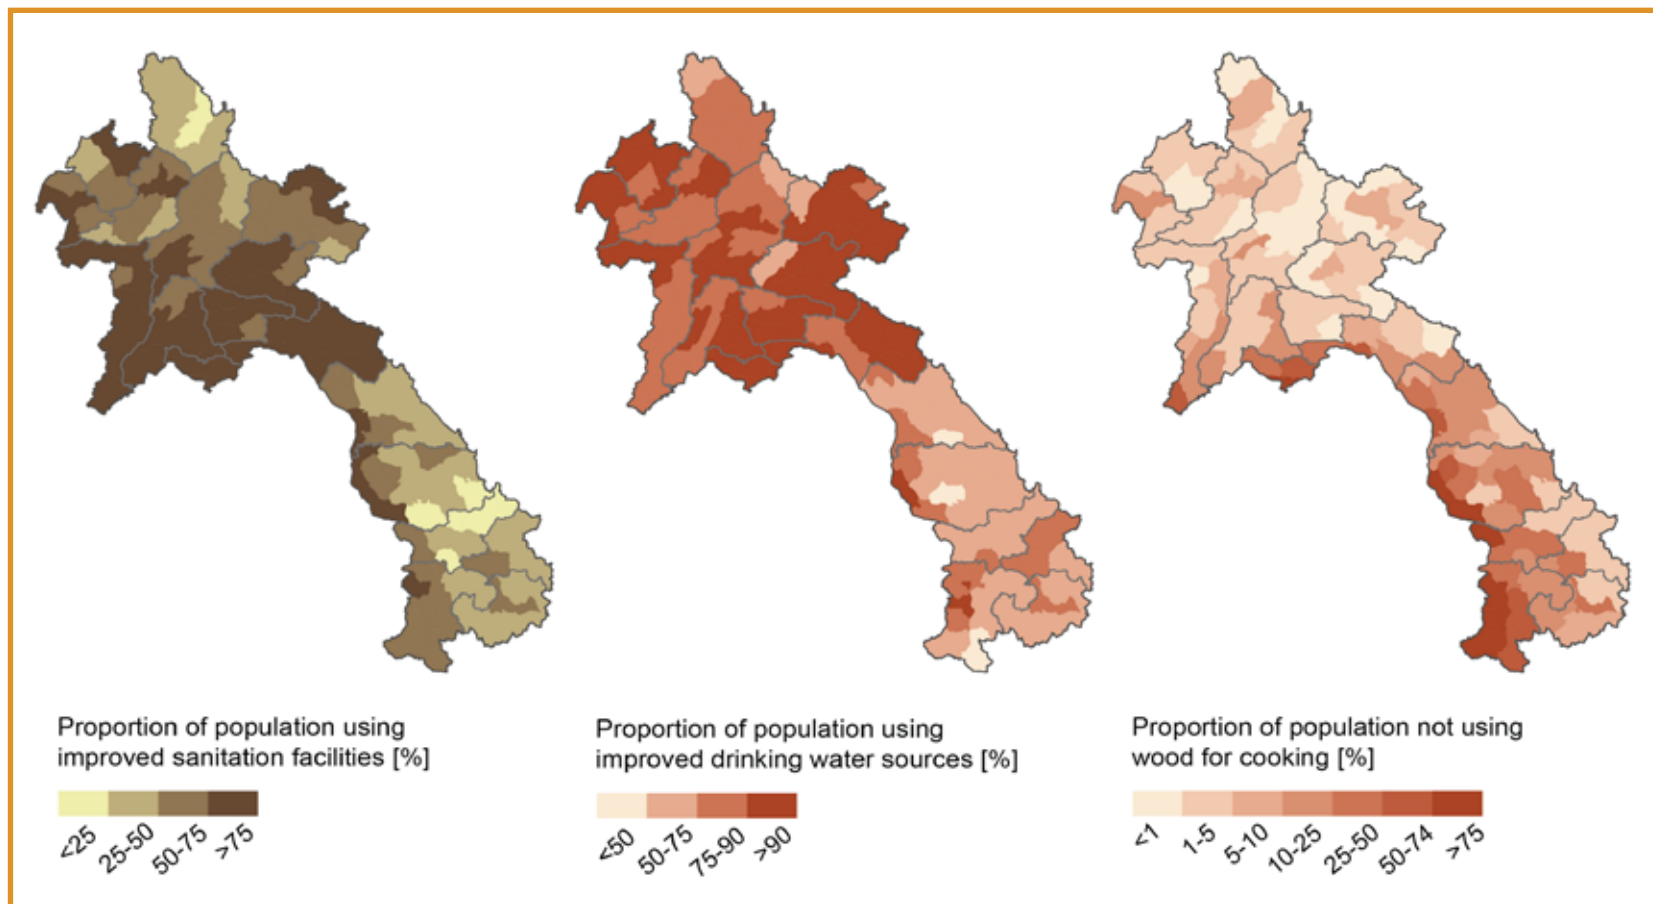 Proportion of population using
improved sanitation facilities [%]
<25
25-50
50-75
>75
Proportion of population using
improved drinking water sources [%]
<50
50-75
75-90
>90
Proportion of population not using
wood for cooking [%]
<1
1-5
5-10
10-25
25-50
50-74
>75